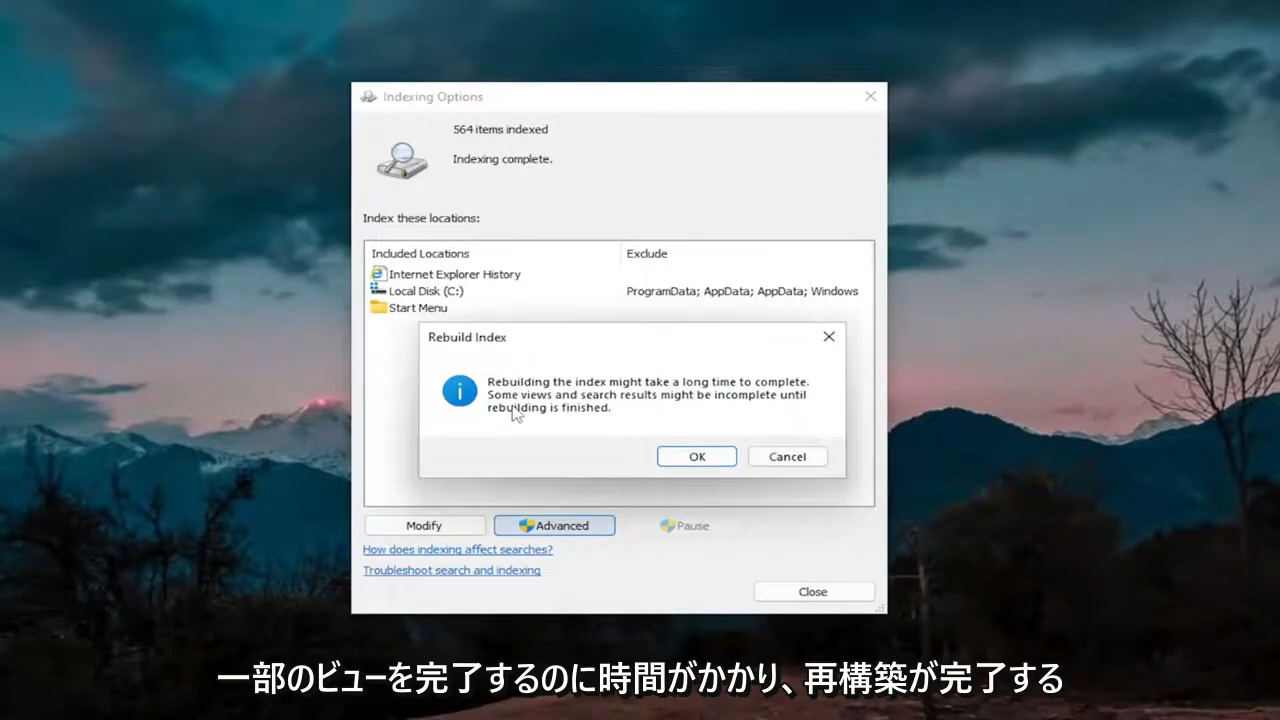 Indexing Options
564 items indexed
Indexing complete.
Index these locations:
Included Locations Exclude
Internet Explorer History
Local Disk (C:) ProgramData; AppData; AppData; Windows
Start Menu
Rebuild Index
Rebuilding the index might take a long time to complete.
Some views and search results might be incomplete until
rebuilding is finished.
OK Cancel
Modify Advanced Pause
How does indexing affect searches?
Troubleshoot search and indexing
Close
一部のビューを完了するのに時間がかかり、再構築が完了する